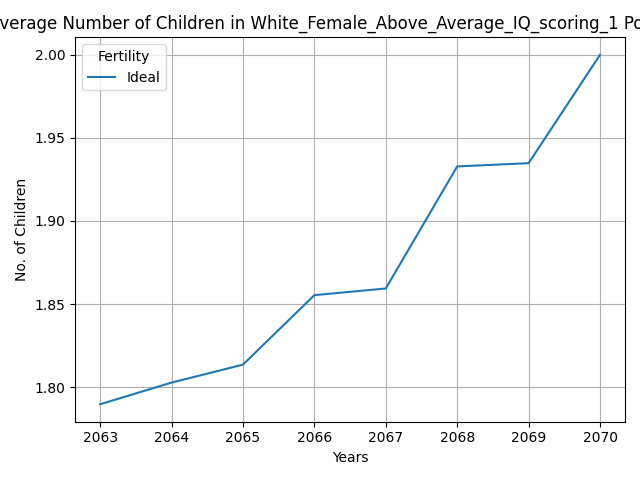 verage Number of Children in White_Female_Above_Average_IQ_scoring_1 Po
Fertility
Ideal
2.00
1.95
1.90
1.85
1.80
No. of Children
2063 2064 2065 2066 2067 2068 2069 2070
Years